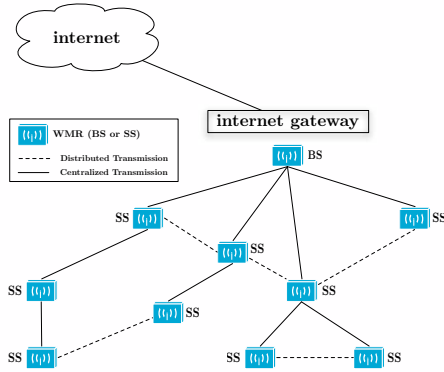 internet
internet gateway
WMR (BS or SS)
Distributed Transmission
Centralized Transmission
BS
SS
SS
SS
SS
SS
SS
SS
SS
SS